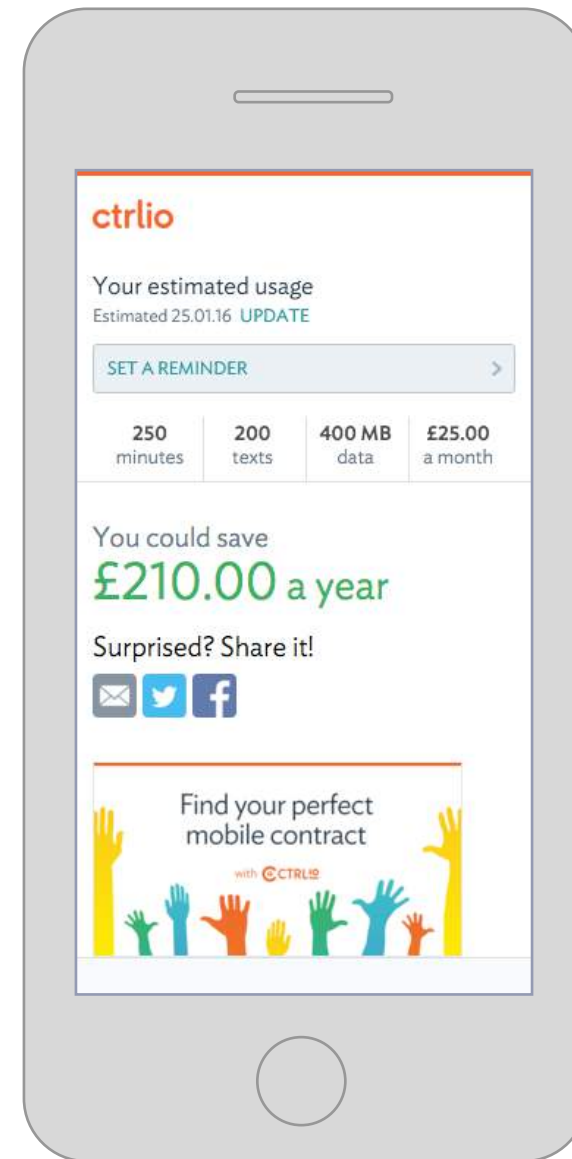 ctrlio
Your estimated usage
Estimated 25.01.16 UPDATE
SET A REMINDER
250 200 400 MB £25.00
minutes texts data a month
You could save
£210.00 a year
Surprised? Share it!
Find your perfect
mobile contract
with CTRLIO